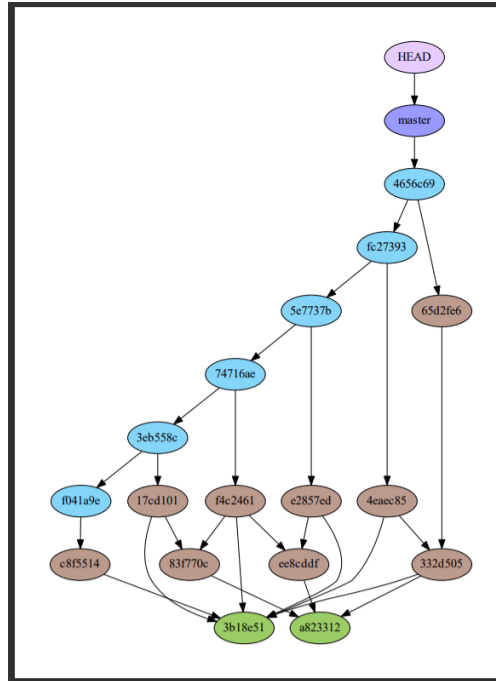 HEAD
master
4656c69
fc27393
5e7737b
65d2fe6
74716ae
3eb558c
f041a9e
17cd101
f4c2461
e2857ed
4eaec85
c8f5514
83f770c
ee8cddf
332d505
3b18e51
a823312